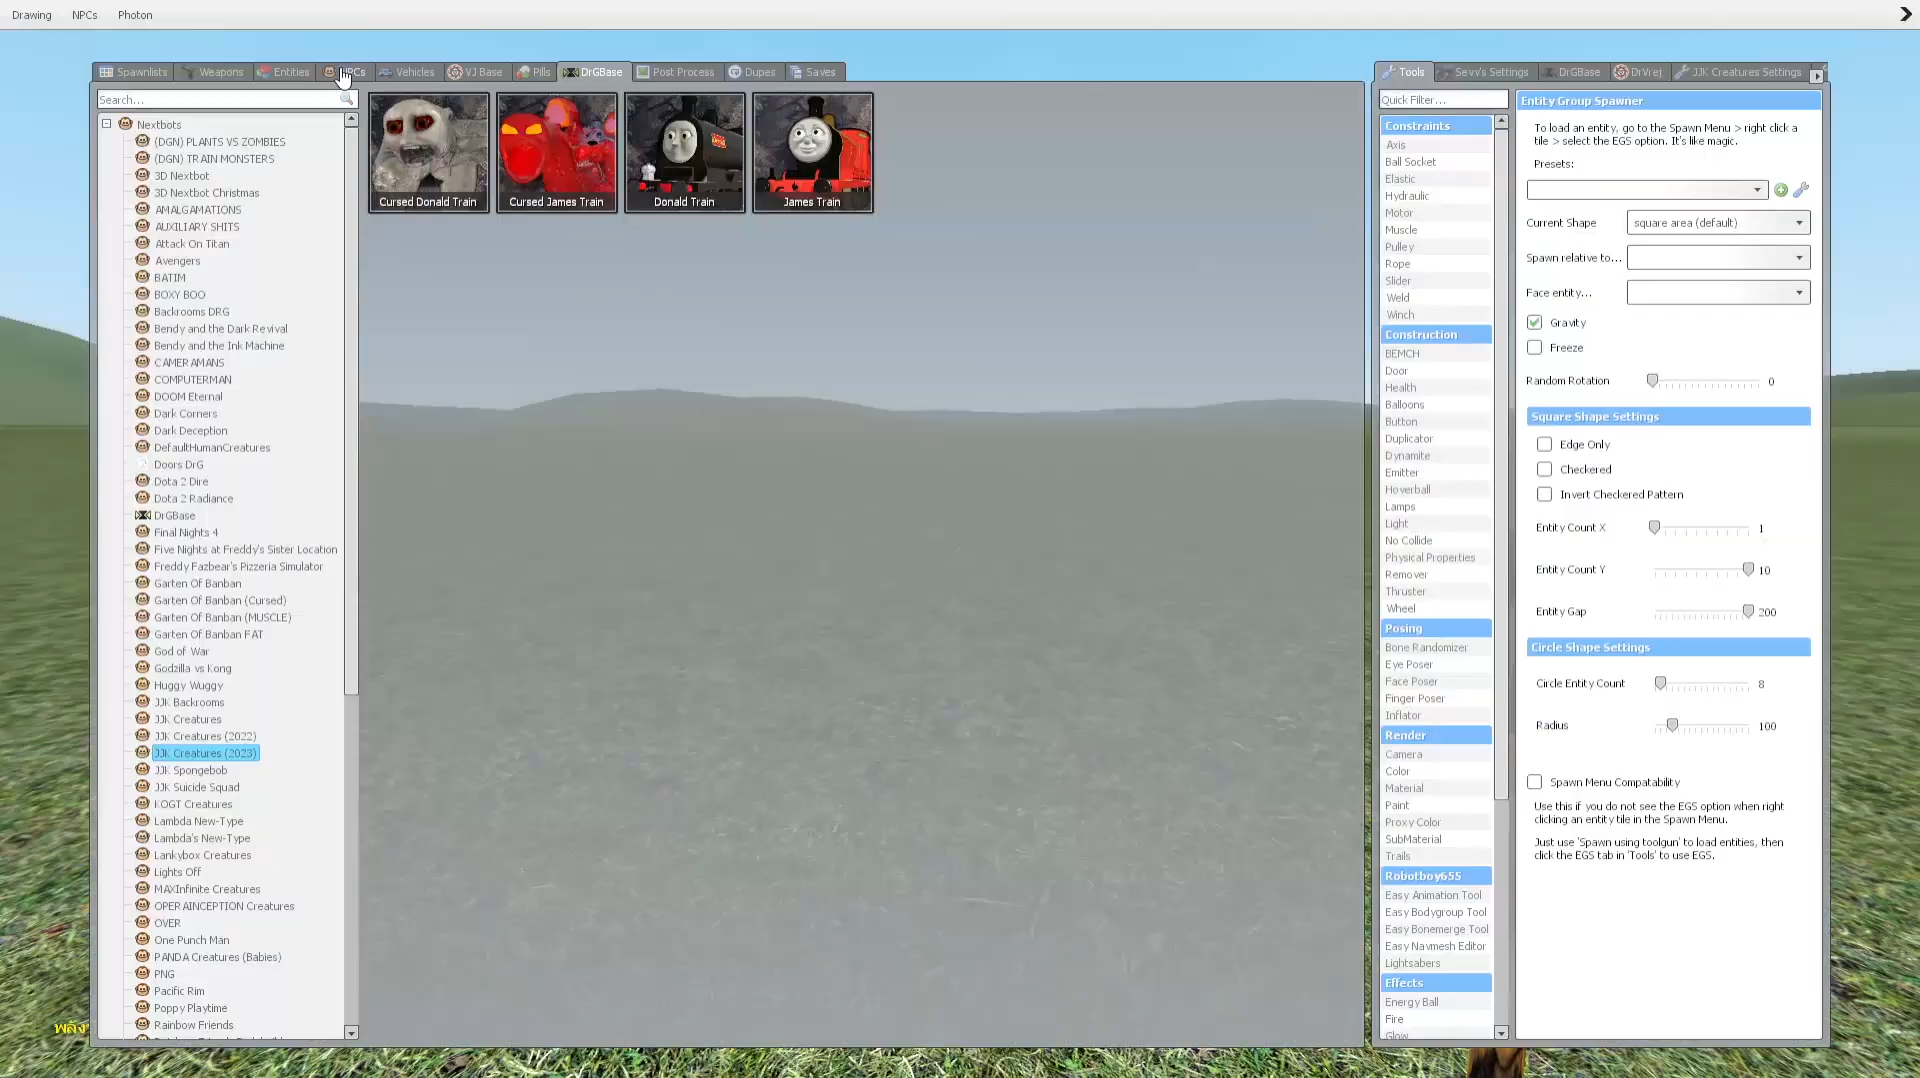 Drawing NPCs Photon
Spawnlists Weapons Entities NPCs Vehicles VJ Base Pills DrGBase Post Process Dupes Saves
Search...
Nextbots
(DGN) PLANTS VS ZOMBIES
(DGN) TRAIN MONSTERS
3D Nextbot
3D Nextbot Christmas
AMALGAMATIONS
AUXILIARY SHITS
Attack On Titan
Avengers
BATIM
BOXY BOO
Backrooms DRG
Bendy and the Dark Revival
Bendy and the Ink Machine
CAMERAMANS
COMPUTERMAN
DOOM Eternal
Dark Corners
Dark Deception
DefaultHumanCreatures
Doors DrG
Dota 2 Dire
Dota 2 Radiance
DrGBase
Final Nights 4
Five Nights at Freddy's Sister Location
Freddy Fazbear's Pizzeria Simulator
Garten Of Banban
Garten Of Banban (Cursed)
Garten Of Banban (MUSCLE)
Garten Of Banban FAT
God of War
Godzilla vs Kong
Huggy Wuggy
JJK Backrooms
JJK Creatures
JJK Creatures (2022)
JJK Creatures (2023)
JJK Spongebob
JJK Suicide Squad
KOGT Creatures
Lambda New-Type
Lambda's New-Type
Lankybox Creatures
Lights Off
MAXInfinite Creatures
OPERAINCEPTION Creatures
OVER
One Punch Man
PANDA Creatures (Babies)
PNG
Pacific Rim
Poppy Playtime
Rainbow Friends
Cursed Donald Train Cursed James Train Donald Train James Train
พลัง
Tools Sevv's Settings DrGBase DrVrej JJK Creatures Settings
Quick Filter...
Constraints
Axis
Ball Socket
Elastic
Hydraulic
Motor
Muscle
Pulley
Rope
Slider
Weld
Winch
Construction
BEMCH
Door
Health
Balloons
Button
Duplicator
Dynamite
Emitter
Hoverball
Lamps
Light
No Collide
Physical Properties
Remover
Thruster
Wheel
Posing
Bone Randomizer
Eye Poser
Face Poser
Finger Poser
Inflator
Render
Camera
Color
Material
Paint
Proxy Color
SubMaterial
Trails
Robotboy655
Easy Animation Tool
Easy Bodygroup Tool
Easy Bonemerge Tool
Easy Navmesh Editor
Lightsabers
Effects
Energy Ball
Fire
Glow
Entity Group Spawner
To load an entity, go to the Spawn Menu > right click a
tile > select the EGS option. It's like magic.
Presets:
Current Shape square area (default)
Spawn relative to...
Face entity...
Gravity
Freeze
Random Rotation 0
Square Shape Settings
Edge Only
Checkered
Invert Checkered Pattern
Entity Count X 1
Entity Count Y 10
Entity Gap 200
Circle Shape Settings
Circle Entity Count 8
Radius 100
Spawn Menu Compatability
Use this if you do not see the EGS option when right
clicking an entity tile in the Spawn Menu.
Just use 'Spawn using toolgun' to load entities, then
click the EGS tab in 'Tools' to use EGS.